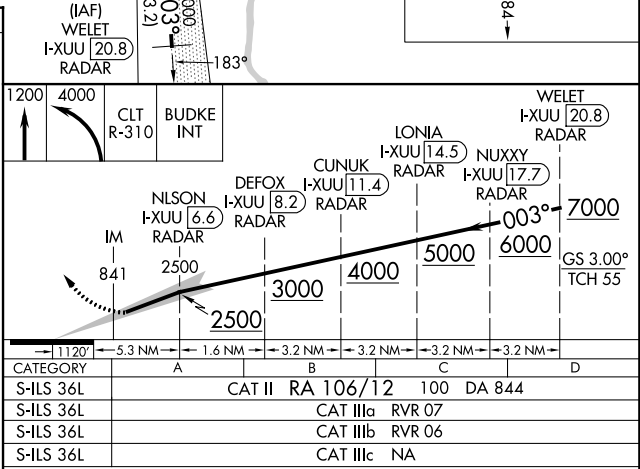 (IAF)
WELET
I-XUU 20.8
RADAR
000
003°
3.2)
183°
84
1200
4000
CLT
R-310
BUDKE
INT
WELET
I-XUU 20.8
RADAR
LONIA
I-XUU 14.5
RADAR
NUXXY
I-XUU 17.7
RADAR
CUNUK
I-XUU 11.4
RADAR
DEFOX
I-XUU 8.2
RADAR
NLSON
I-XUU 6.6
RADAR
IM
841
2500
003°
7000
6000
5000
4000
3000
2500
GS 3.00°
TCH 55
1120'
5.3 NM
1.6 NM
3.2 NM
3.2 NM
3.2 NM
3.2 NM
CATEGORY A B C D
S-ILS 36L CAT II RA 106/12 100 DA 844
S-ILS 36L CAT IIIa RVR 07
S-ILS 36L CAT IIIb RVR 06
S-ILS 36L CAT IIIc NA